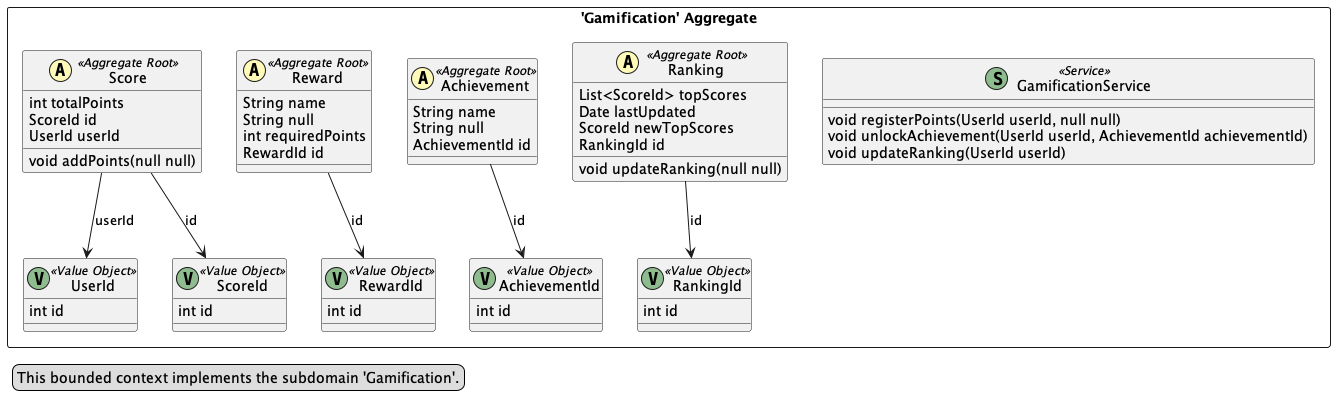 'Gamification' Aggregate
A
«Aggregate Root»
Score
int totalPoints
ScoreId id
UserId userId
void addPoints(null null)
A
«Aggregate Root»
Reward
String name
String null
int requiredPoints
RewardId id
A
«Aggregate Root»
Achievement
String name
String null
AchievementId id
A
«Aggregate Root»
Ranking
List<ScoreId> topScores
Date lastUpdated
ScoreId newTopScores
RankingId id
void updateRanking(null null)
S
«Service»
GamificationService
void registerPoints(UserId userId, null null)
void unlockAchievement(UserId userId, AchievementId achievementId)
void updateRanking(UserId userId)
userId
id
id
id
id
V
«Value Object»
UserId
int id
V
«Value Object»
ScoreId
int id
V
«Value Object»
RewardId
int id
V
«Value Object»
AchievementId
int id
V
«Value Object»
RankingId
int id
This bounded context implements the subdomain 'Gamification'.